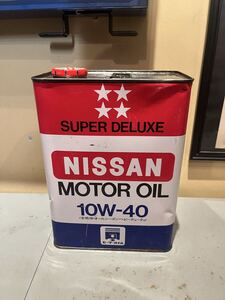 SUPER DELUXE
NISSAN
MOTOR OIL
10W-40